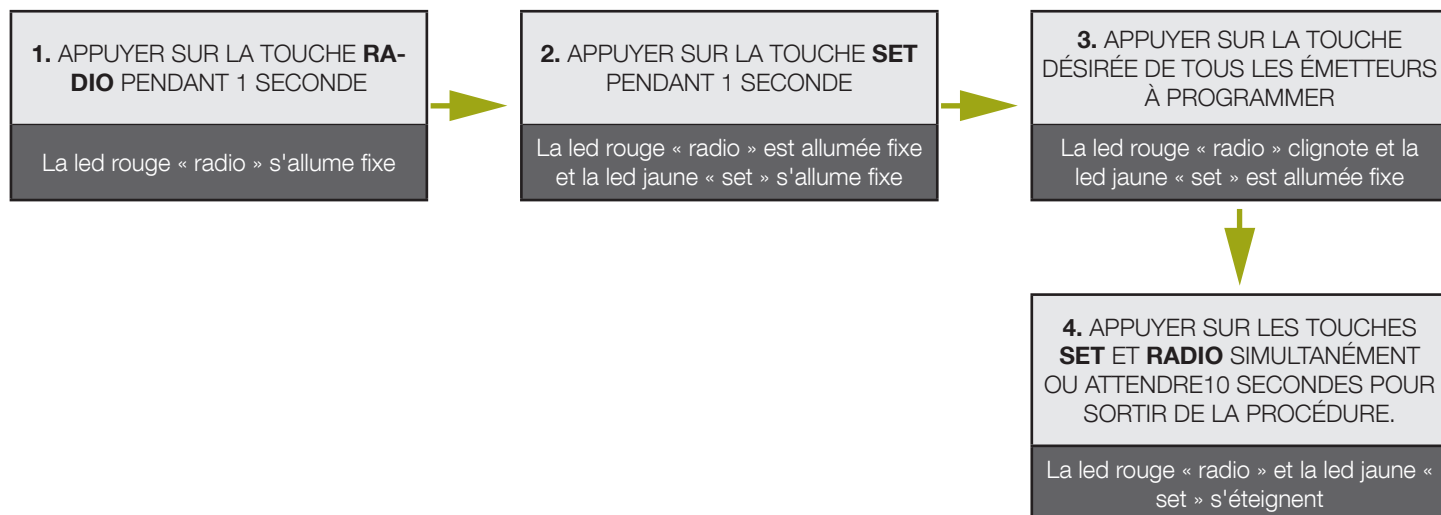 1. APPUYER SUR LA TOUCHE RA-
DIO PENDANT 1 SECONDE
La led rouge « radio » s'allume fixe
2. APPUYER SUR LA TOUCHE SET
PENDANT 1 SECONDE
La led rouge « radio » est allumée fixe
et la led jaune « set » s'allume fixe
3. APPUYER SUR LA TOUCHE
DÉSIRÉE DE TOUS LES ÉMETTEURS
À PROGRAMMER
La led rouge « radio » clignote et la
led jaune « set » est allumée fixe
4. APPUYER SUR LES TOUCHES
SET ET RADIO SIMULTANÉMENT
OU ATTENDRE10 SECONDES POUR
SORTIR DE LA PROCÉDURE.
La led rouge « radio » et la led jaune «
set » s'éteignent